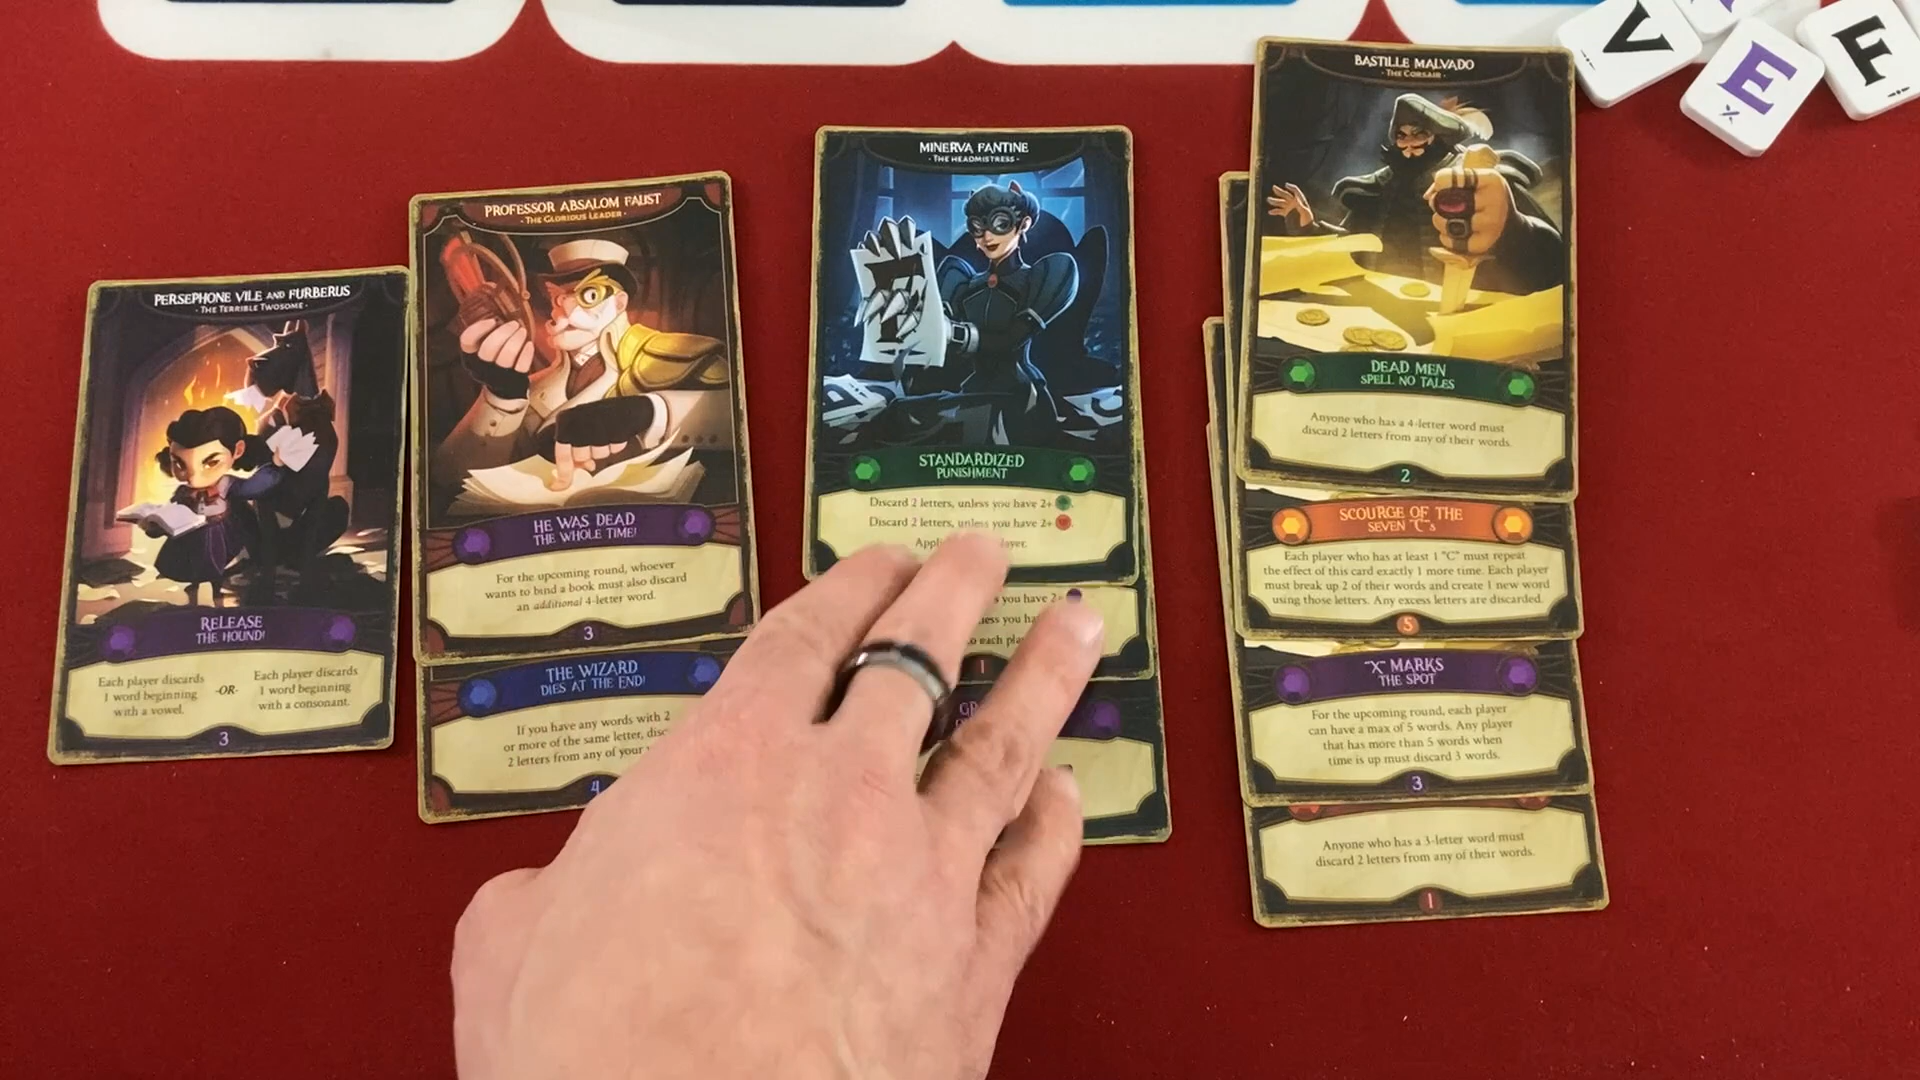 PERSEPHONE VILE AND FURBERUS
· THE TERRIBLE TWOSOME ·
RELEASE
THE HOUND!
Each player discards
1 word beginning
with a vowel.
-OR-
Each player discards
1 word beginning
with a consonant.
3
PROFESSOR ABSALOM FAUST
· THE GLORIOUS LEADER ·
HE WAS DEAD
THE WHOLE TIME!
For the upcoming round, whoever
wants to bind a book must also discard
an additional 4-letter word.
3
THE WIZARD
DIES AT THE END!
If you have any words with 2
or more of the same letter,
2 letters from any of your
4
MINERVA FANTINE
· THE HEADMISTRESS ·
STANDARDIZED
PUNISHMENT
Discard 2 letters, unless you have 2+
Discard 2 letters, unless you have 2+
you have 2+
you
to each
1
BASTILLE MALVADO
· THE CORSAIR ·
DEAD MEN
SPELL NO TALES
Anyone who has a 4-letter word must
discard 2 letters from any of their words.
2
SCOURGE OF THE
SEVEN "C"s
Each player who has at least 1 "C" must repeat
the effect of this card exactly 1 more time. Each player
must break up 2 of their words and create 1 new word
using those letters. Any excess letters are discarded.
5
"X" MARKS
THE SPOT
For the upcoming round, each player
can have a max of 5 words. Any player
that has more than 5 words when
time is up must discard 3 words.
3
Anyone who has a 3-letter word must
discard 2 letters from any of their words.
1
V
E
F